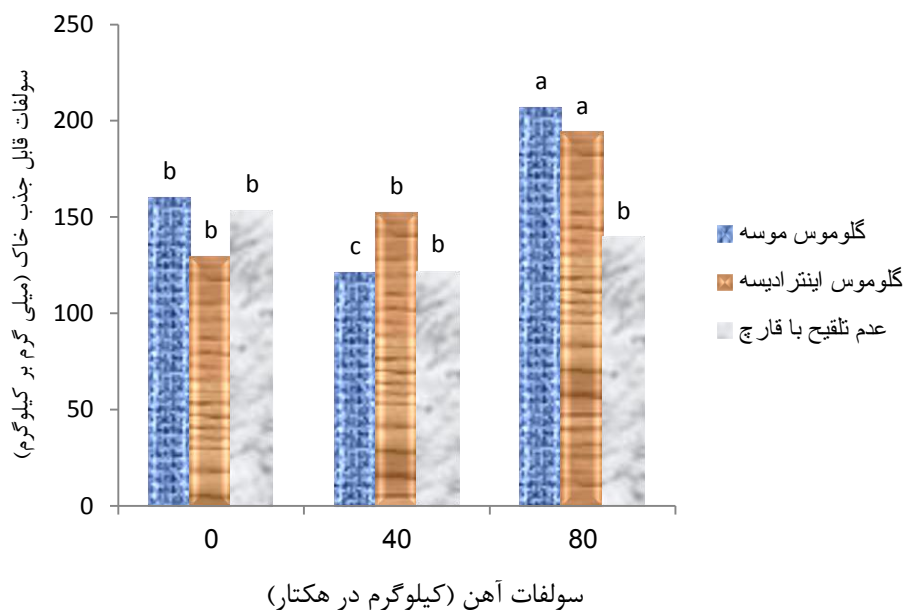 سولفات قابل جذب خاک (میلی گرم بر کیلوگرم)
250
200
150
100
50
0
b
b
b
c
b
b
a
a
b
0
40
80
سولفات آهن (کیلوگرم در هکتار)
گلوموس موسه
گلوموس اینترادیسه
عدم تلقیح با قارچ